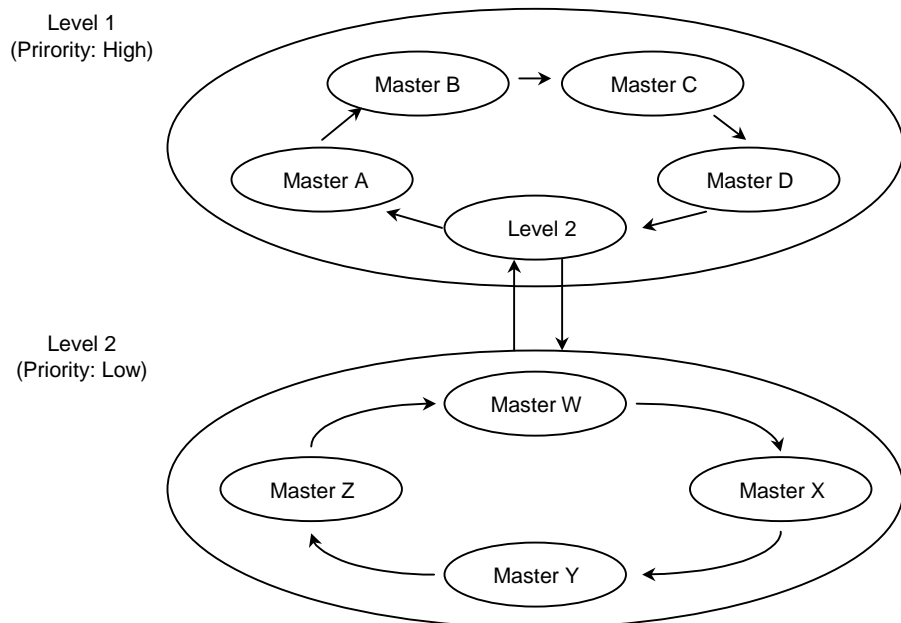 Level 1
(Prirority: High)
Master B
Master C
Master A
Master D
Level 2
Level 2
(Priority: Low)
Master W
Master Z
Master X
Master Y